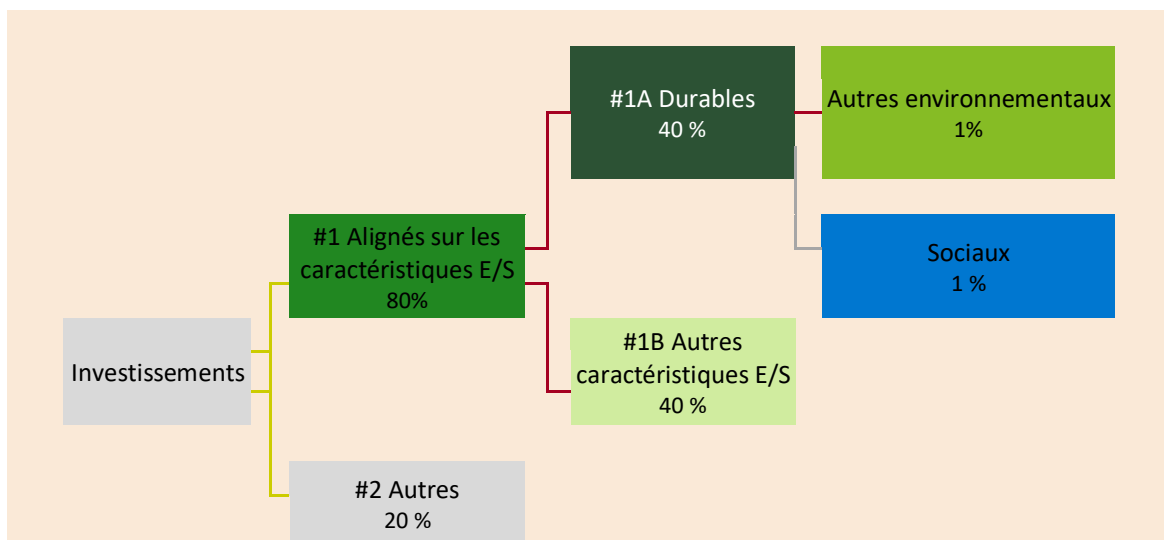 #1A Durables
40 %
Autres environnementaux
1%
#1 Alignés sur les
caractéristiques E/S
80%
Sociaux
1 %
Investissements
#1B Autres
caractéristiques E/S
40 %
#2 Autres
20 %